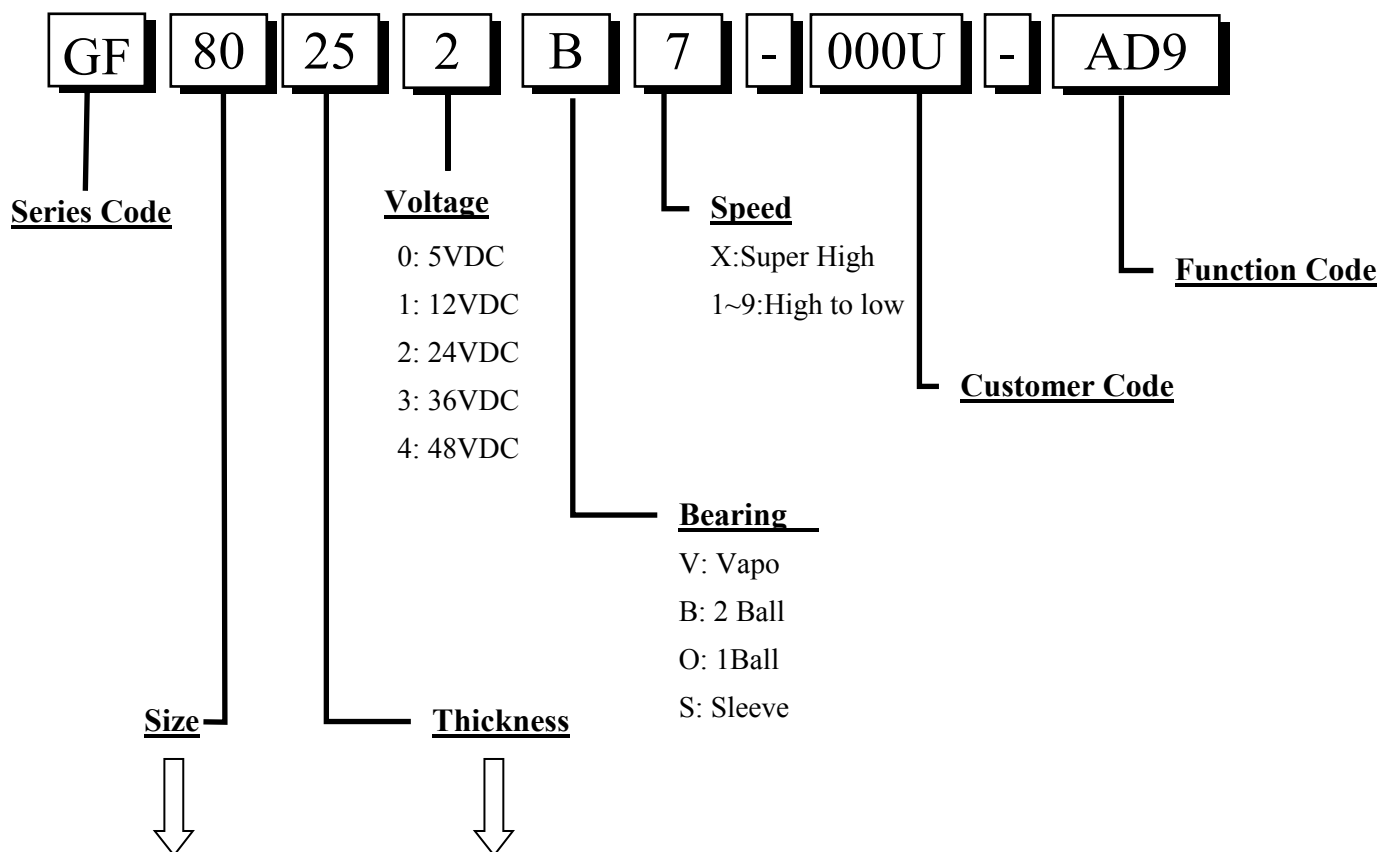 GF 80 25 2 B 7 - 000U - AD9
Series Code
Voltage
0: 5VDC
1: 12VDC
2: 24VDC
3: 36VDC
4: 48VDC
Speed
X:Super High
1~9:High to low
Function Code
Customer Code
Bearing
V: Vapo
B: 2 Ball
O: 1Ball
S: Sleeve
Size
Thickness